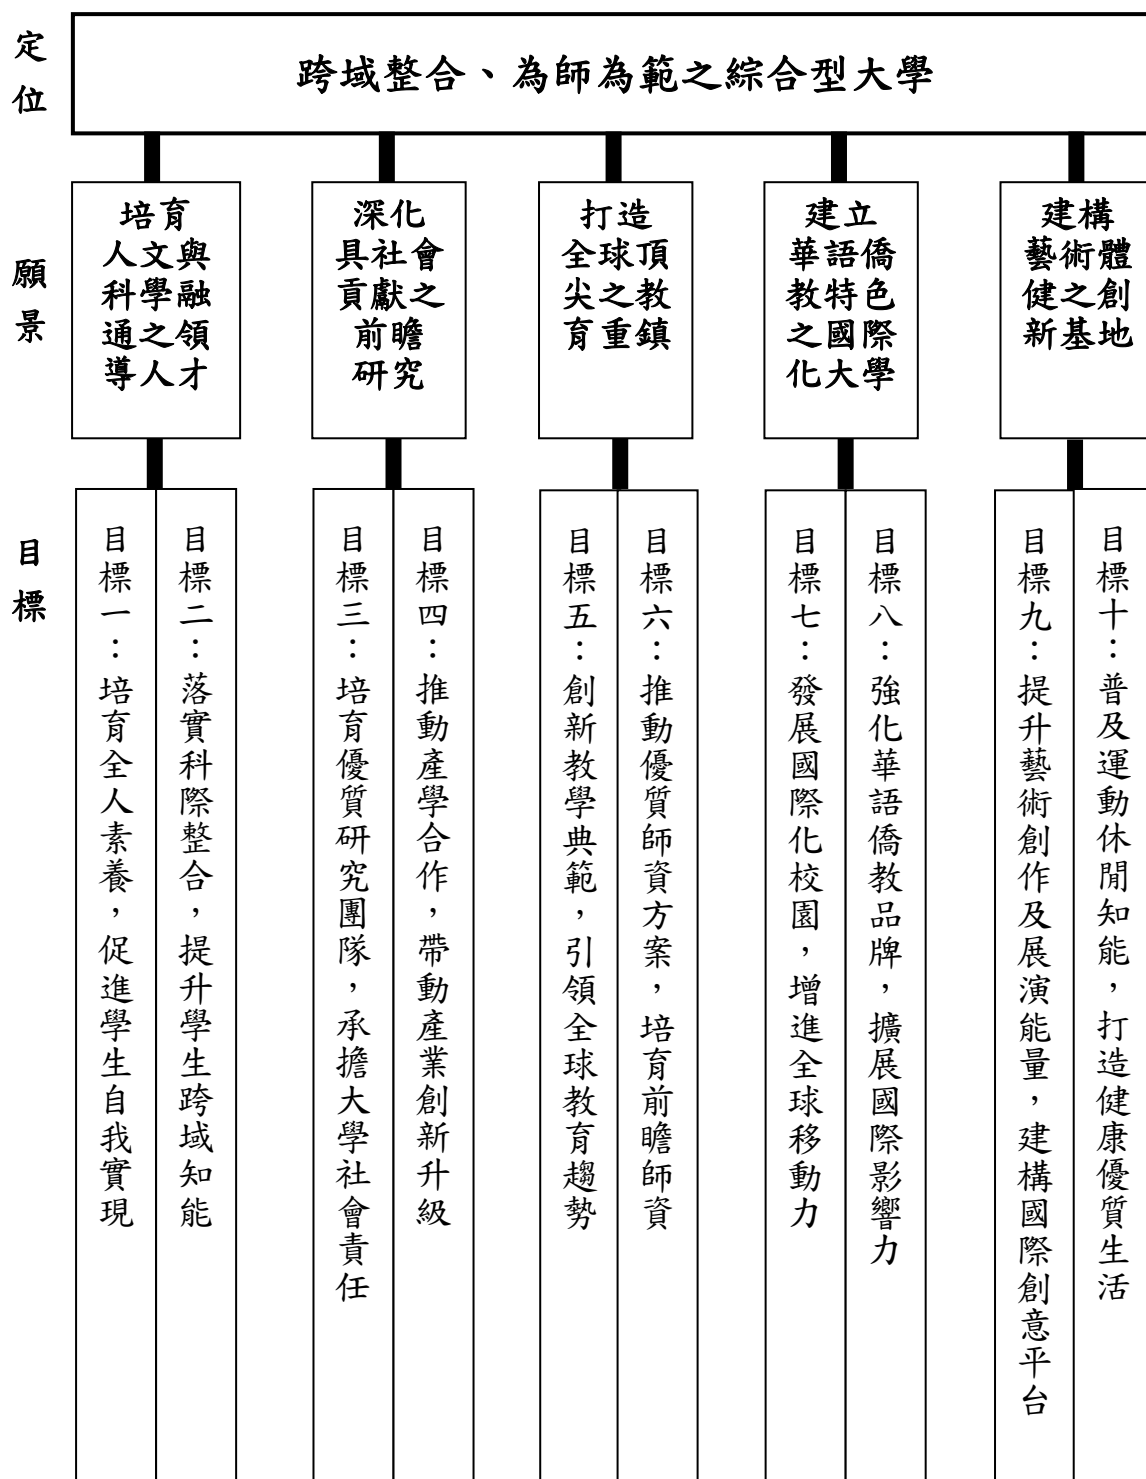 定
位
跨域整合、為師為範之綜合型大學
願
景
培育
人文與
科學融
通之領
導人才
深化
具社會
貢獻之
前瞻
研究
打造
全球頂
尖之教
育重鎮
建立
華語僑
教特色
之國際
化大學
建構
藝術體
健之創
新基地
目
標
目標一：培育全人素養，促進學生自我實現
目標二：落實科際整合，提升學生跨域知能
目標三：培育優質研究團隊，承擔大學社會責任
目標四：推動產學合作，帶動產業創新升級
目標五：創新教學典範，引領全球教育趨勢
目標六：推動優質師資方案，培育前瞻師資
目標七：發展國際化校園，增進全球移動力
目標八：強化華語僑教品牌，擴展國際影響力
目標九：提升藝術創作及展演能量，建構國際創意平台
目標十：普及運動休閒知能，打造健康優質生活